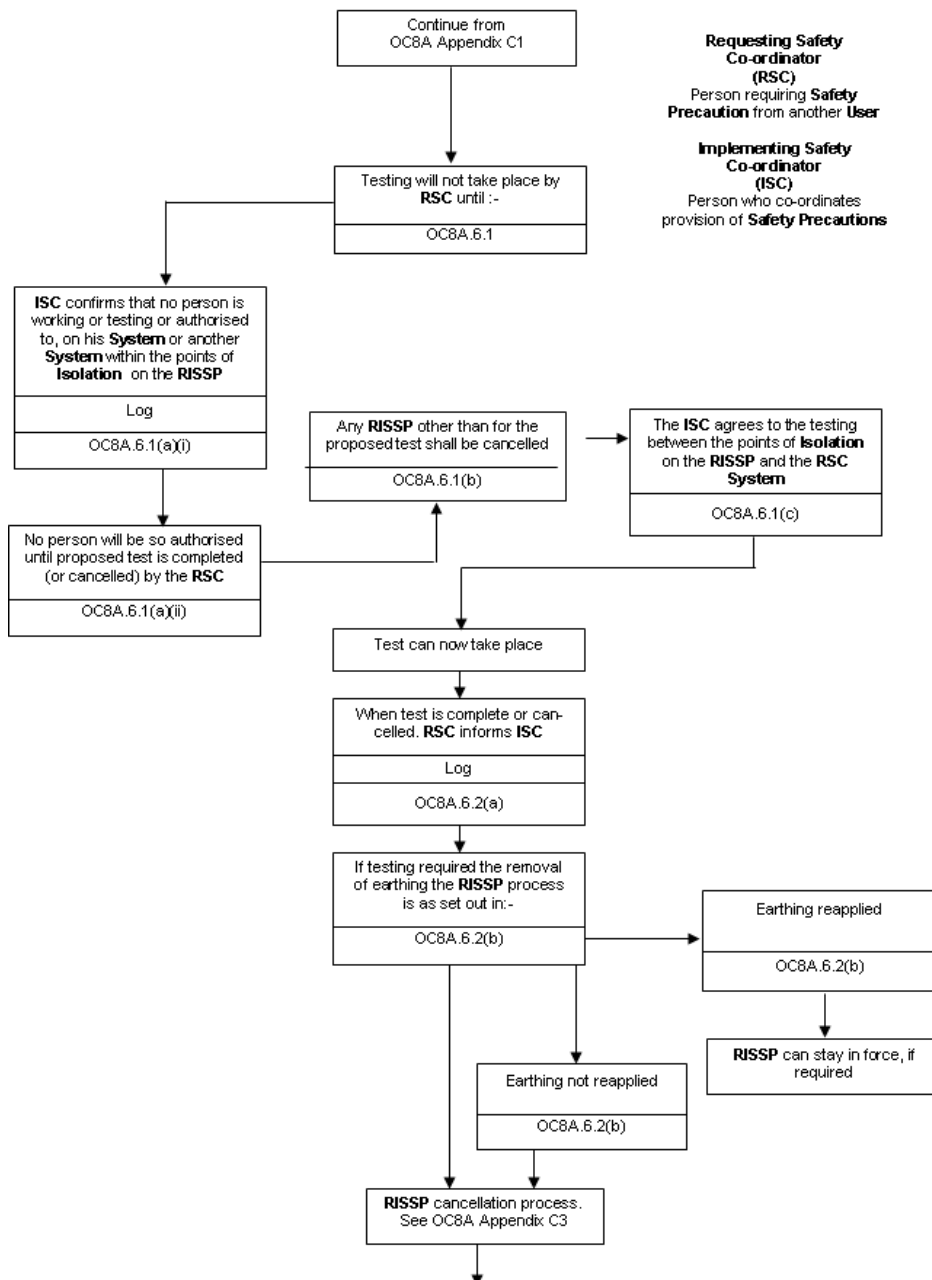 Continue from
OC8A Appendix C1
Requesting Safety
Co-ordinator
(RSC)
Person requiring Safety
Precaution from another User
Implementing Safety
Co-ordinator
(ISC)
Person who co-ordinates
provision of Safety Precautions
Testing will not take place by
RSC until :-
OC8A.6.1
ISC confirms that no person is
working or testing or authorised
to, on his System or another
System within the points of
Isolation on the RISSP
Log
OC8A.6.1(a)(i)
No person will be so authorised
until proposed test is completed
(or cancelled) by the RSC
OC8A.6.1(a)(ii)
Any RISSP other than for the
proposed test shall be cancelled
OC8A.6.1(b)
The ISC agrees to the testing
between the points of Isolation
on the RISSP and the RSC
System
OC8A.6.1(c)
Test can now take place
When test is complete or can-
celled. RSC informs ISC
Log
OC8A.6.2(a)
If testing required the removal
of earthing the RISSP process
is as set out in:-
OC8A.6.2(b)
Earthing reapplied
OC8A.6.2(b)
RISSP can stay in force, if
required
Earthing not reapplied
OC8A.6.2(b)
RISSP cancellation process.
See OC8A Appendix C3